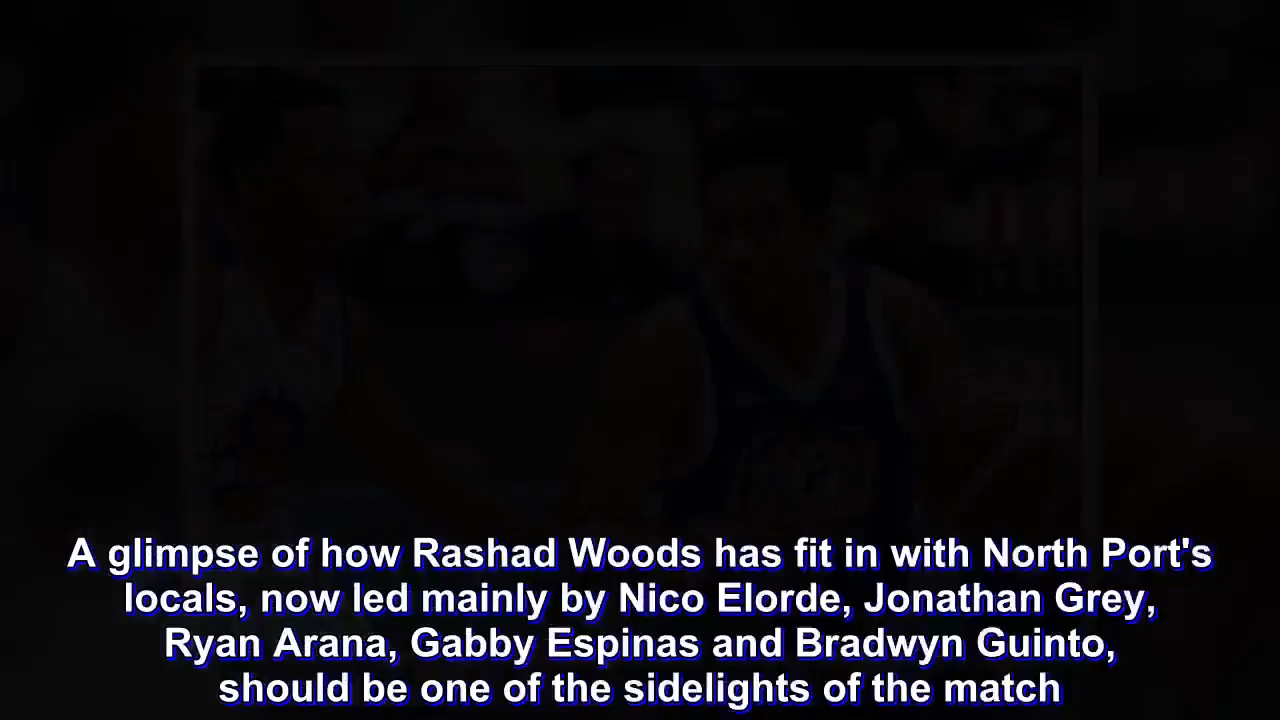 A glimpse of how Rashad Woods has fit in with North Port's
locals, now led mainly by Nico Elorde, Jonathan Grey,
Ryan Arana, Gabby Espinas and Bradwyn Guinto,
should be one of the sidelights of the match